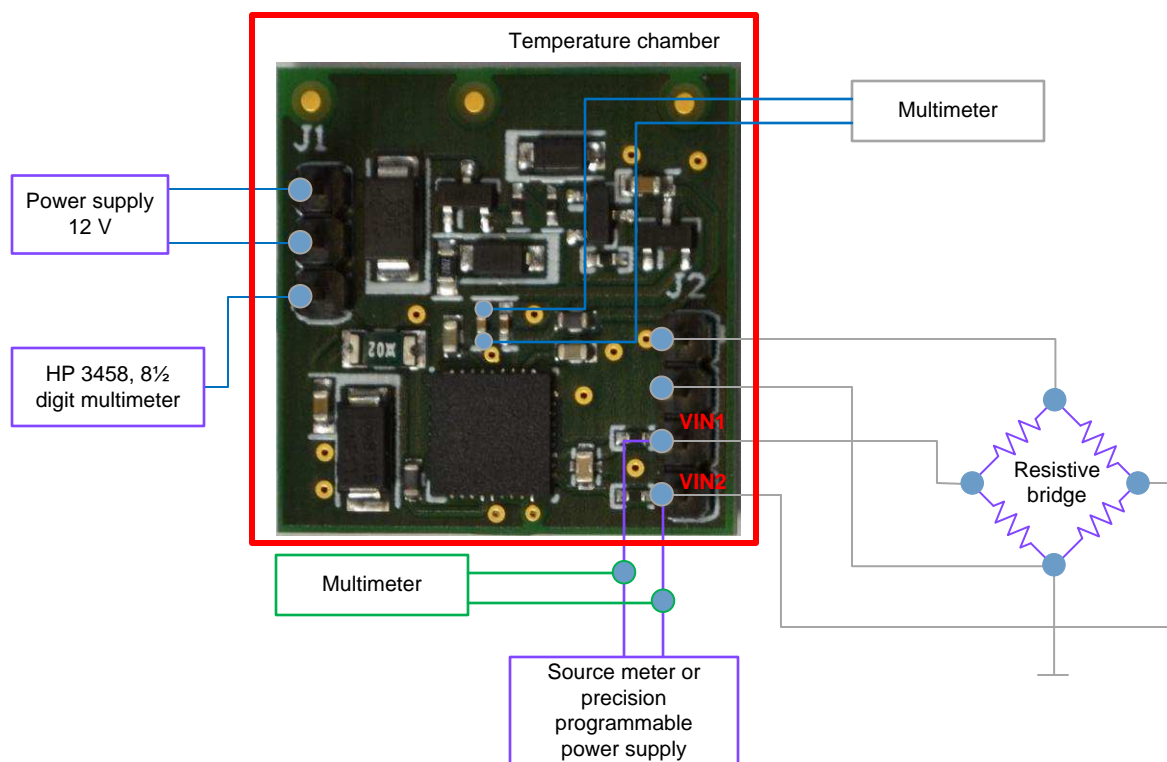 Temperature chamber
J1
Multimeter
Power supply
12 V
J2
HP 3458, 8½
digit multimeter
VIN1
VIN2
Resistive
bridge
Multimeter
Source meter or
precision
programmable
power supply